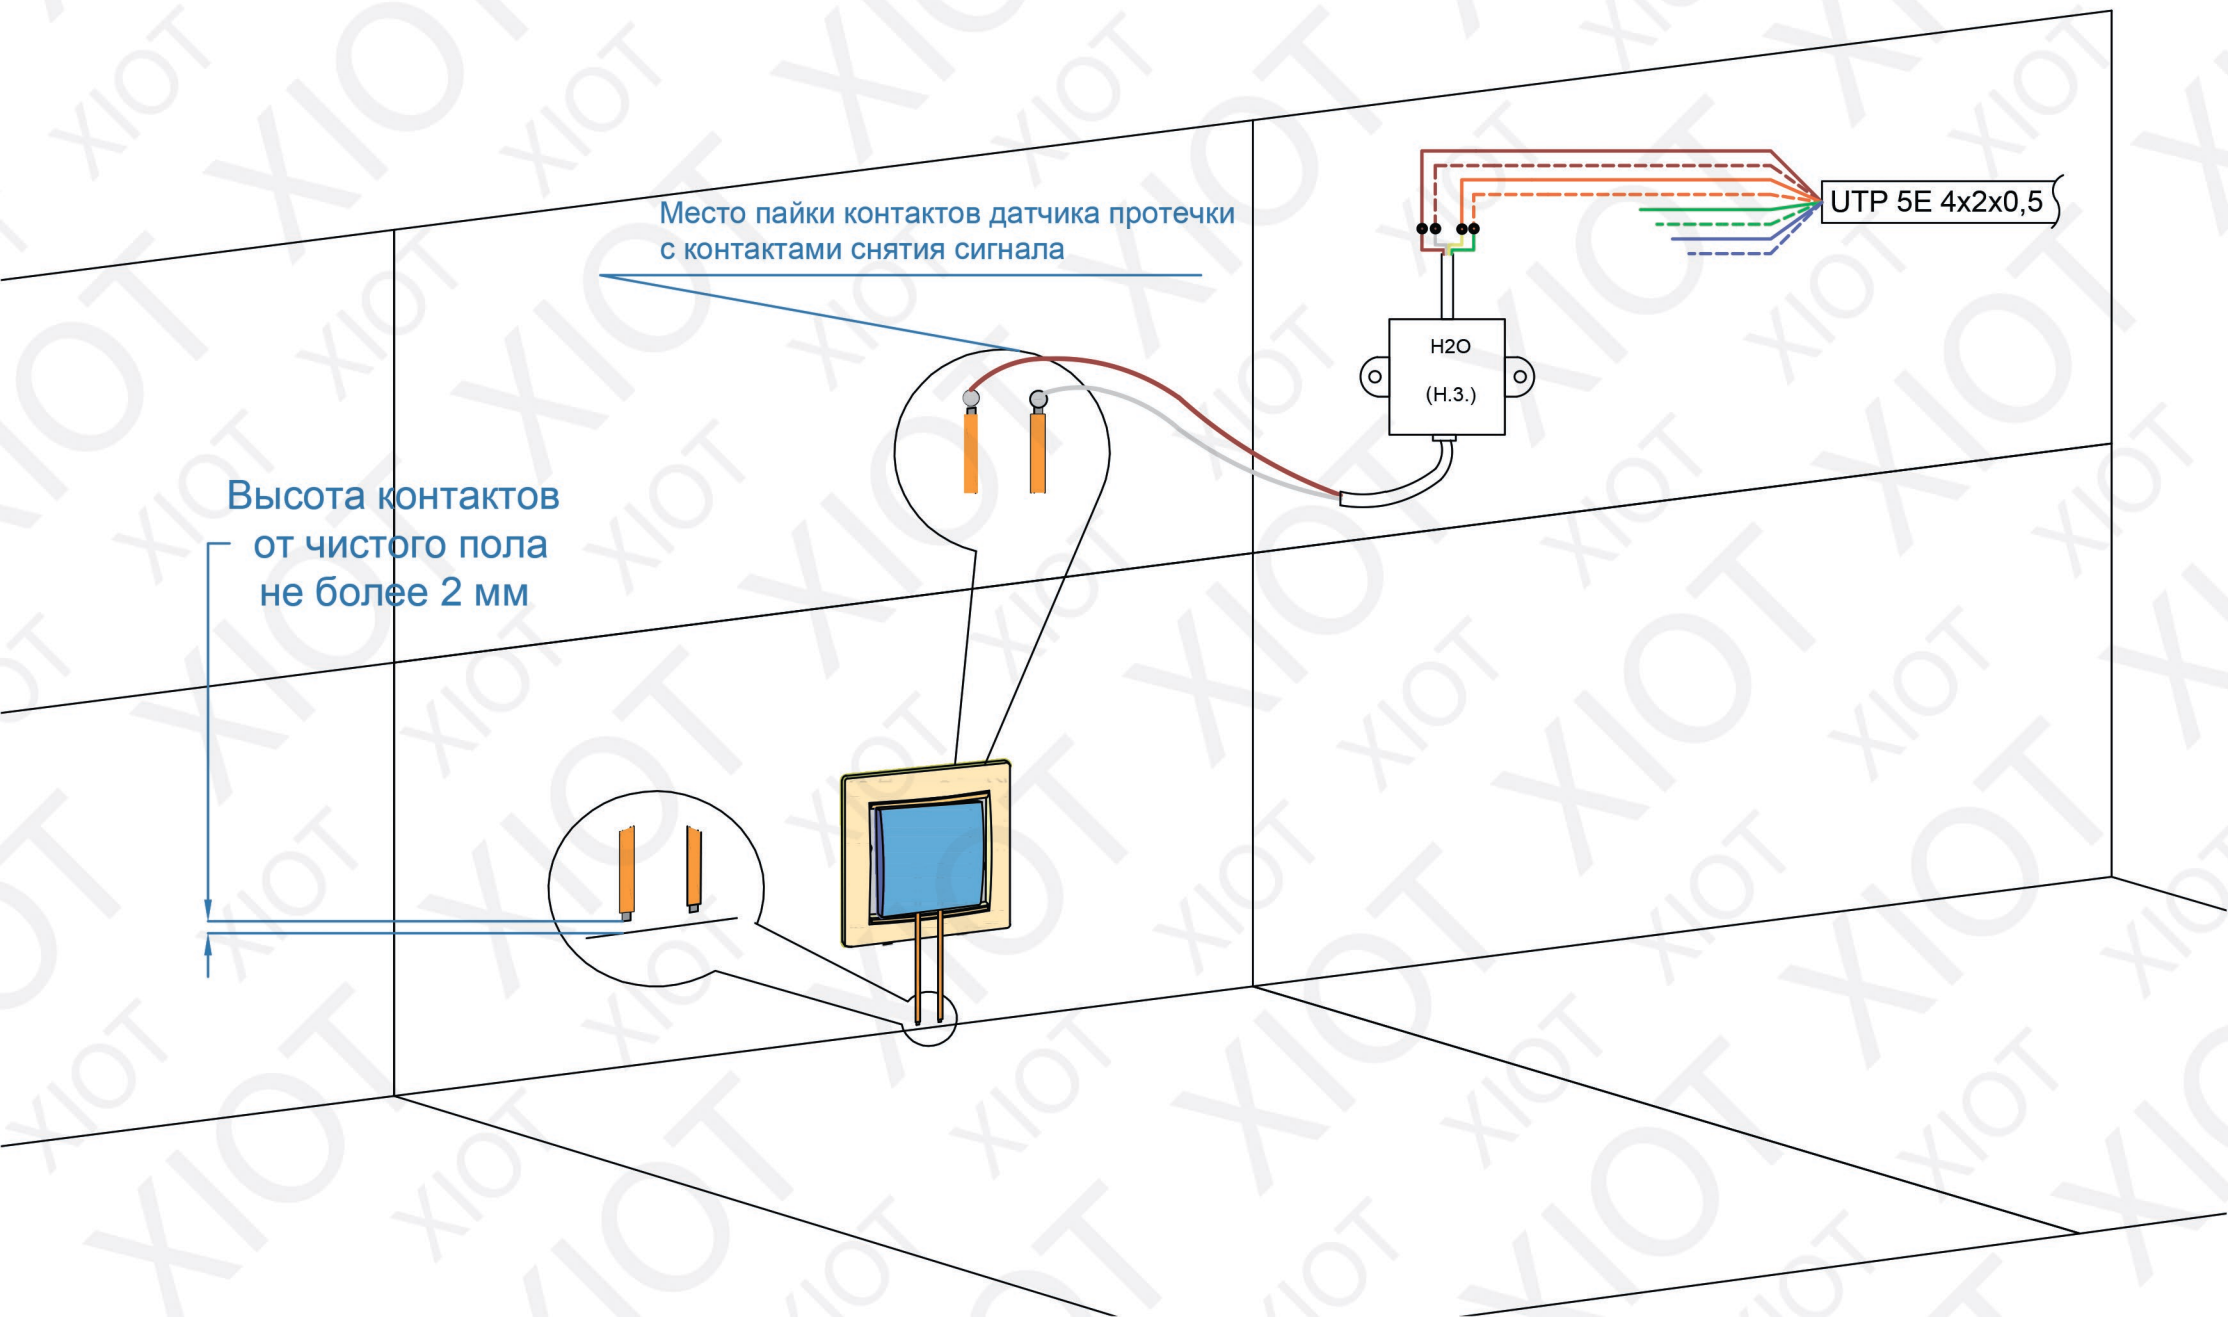 Место пайки контактов датчика протечки
с контактами снятия сигнала
UTP 5E 4x2x0,5
H2O
(Н.З.)
Высота контактов
от чистого пола
не более 2 мм
XIOT